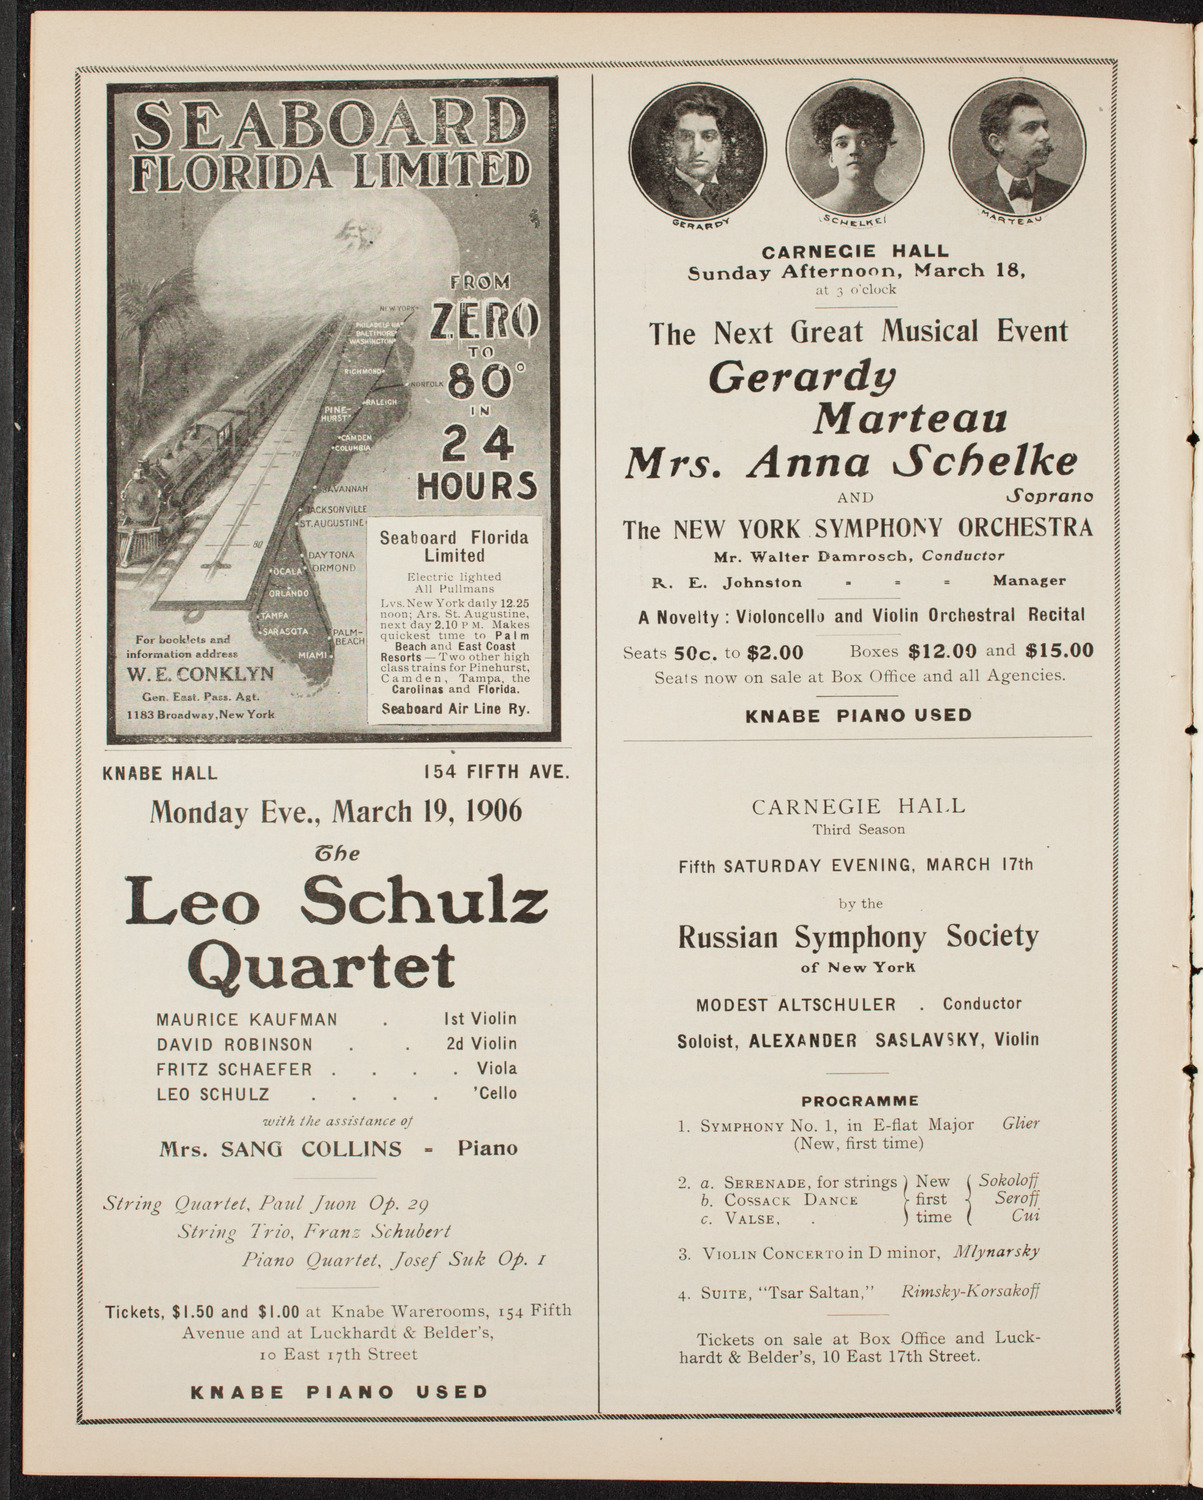 SEABOARD
FLORIDA LIMITED
FROM
ZERO
TO
80°
IN
24
HOURS
NEW YORK
PHILADELPHIA
BALTIMORE
WASHINGTON
RICHMOND
NORFOLK
RALEIGH
PINE-
HURST
CAMDEN
COLUMBIA
SAVANNAH
JACKSONVILLE
ST. AUGUSTINE
DAYTONA
ORMOND
OCALA
ORLANDO
TAMPA
SARASOTA
PALM-
BEACH
MIAMI
70
80
For booklets and
information address
W. E. CONKLYN
Gen. East. Pass. Agt.
1183 Broadway, New York
Seaboard Florida
Limited
Electric lighted
All Pullmans
Lvs. New York daily 12.25
noon; Ars. St. Augustine,
next day 2.10 P M. Makes
quickest time to Palm
Beach and East Coast
Resorts — Two other high
class trains for Pinehurst,
Camden, Tampa, the
Carolinas and Florida.
Seaboard Air Line Ry.
KNABE HALL 154 FIFTH AVE.
Monday Eve., March 19, 1906
The
Leo Schulz
Quartet
MAURICE KAUFMAN . 1st Violin
DAVID ROBINSON . . 2d Violin
FRITZ SCHAEFER . . . . Viola
LEO SCHULZ . . . . 'Cello
with the assistance of
Mrs. SANG COLLINS - Piano
String Quartet, Paul Juon Op. 29
String Trio, Franz Schubert
Piano Quartet, Josef Suk Op. 1
Tickets, $1.50 and $1.00 at Knabe Warerooms, 154 Fifth
Avenue and at Luckhardt & Belder's,
10 East 17th Street
KNABE PIANO USED
GERARDY SCHELKE MARTEAU
CARNEGIE HALL
Sunday Afternoon, March 18,
at 3 o'clock
The Next Great Musical Event
Gerardy
Marteau
Mrs. Anna Schelke
AND Soprano
The NEW YORK SYMPHONY ORCHESTRA
Mr. Walter Damrosch, Conductor
R. E. Johnston - - - Manager
A Novelty : Violoncello and Violin Orchestral Recital
Seats 50c. to $2.00 Boxes $12.00 and $15.00
Seats now on sale at Box Office and all Agencies.
KNABE PIANO USED
CARNEGIE HALL
Third Season
Fifth SATURDAY EVENING, MARCH 17th
by the
Russian Symphony Society
of New York
MODEST ALTSCHULER . Conductor
Soloist, ALEXANDER SASLAVSKY, Violin
PROGRAMME
1. SYMPHONY No. 1, in E-flat Major Glier
(New, first time)
2. a. SERENADE, for strings ) New ( Sokoloff
b. COSSACK DANCE } first { Seroff
c. VALSE, . ) time ( Cui
3. VIOLIN CONCERTO in D minor, Mlynarsky
4. SUITE, "Tsar Saltan," Rimsky-Korsakoff
Tickets on sale at Box Office and Luck-
hardt & Belder's, 10 East 17th Street.